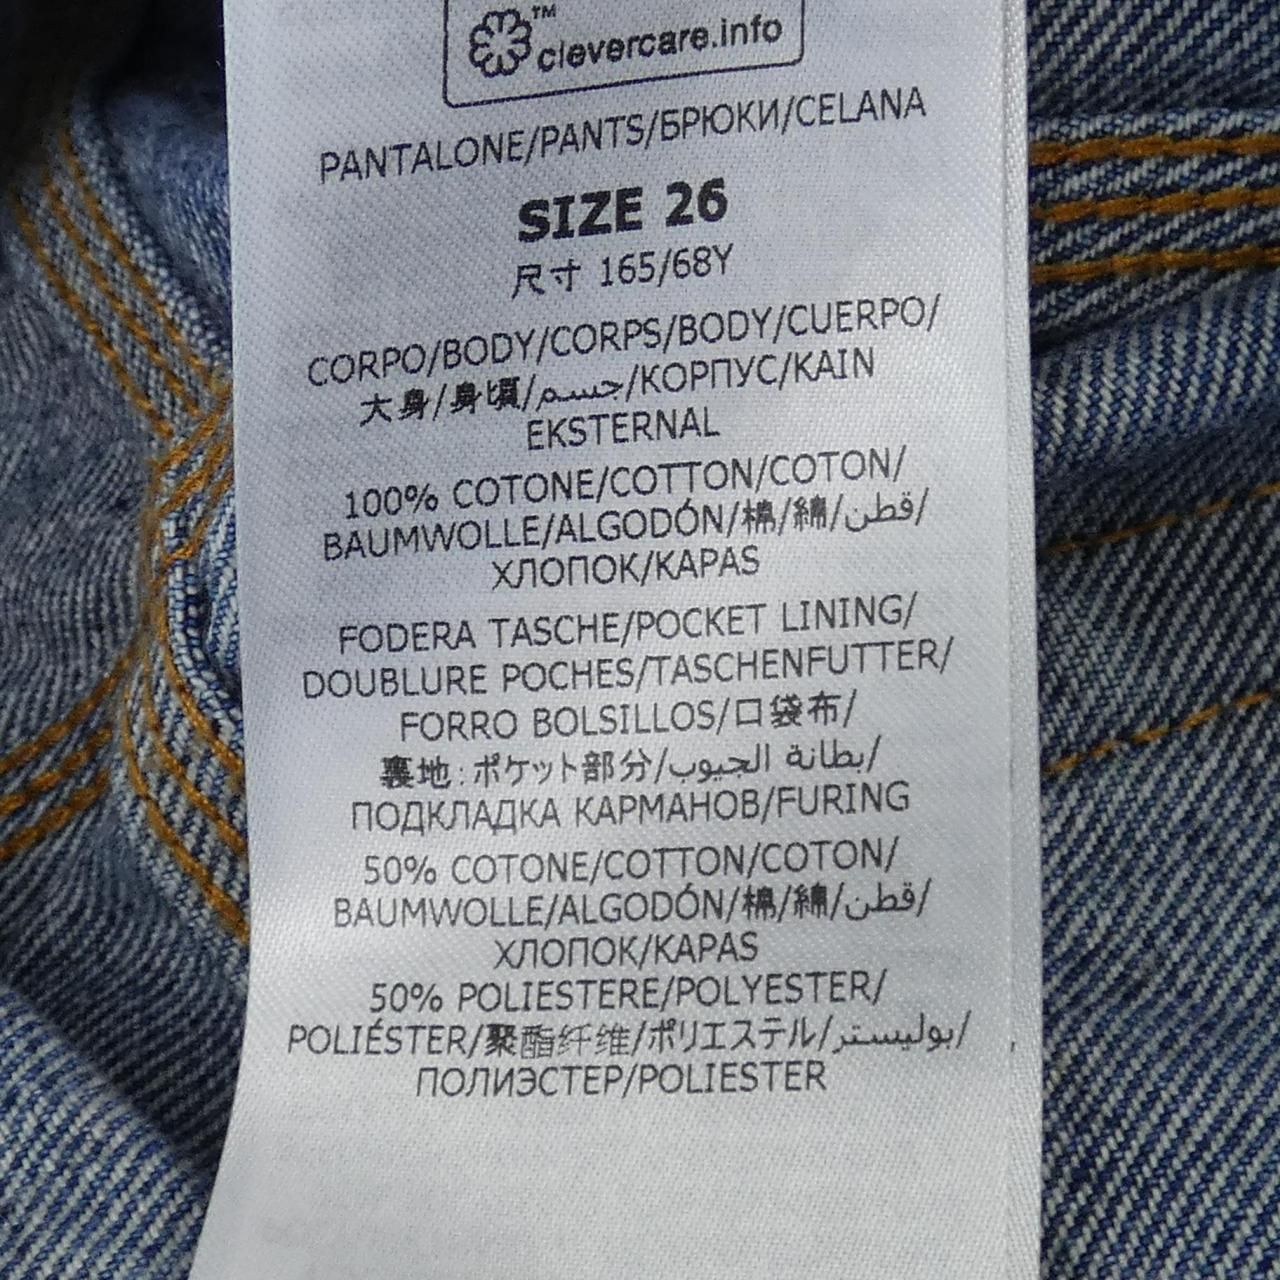 ™
clevercare.info
PANTALONE/PANTS/БРЮКИ/CELANA
SIZE 26
尺寸 165/68Y
CORPO/BODY/CORPS/BODY/CUERPO/
大身/身頃/جسم/КОРПУС/KAIN
EKSTERNAL
100% COTONE/COTTON/COTON/
BAUMWOLLE/ALGODÓN/棉/綿/قطن/
ХЛОПОК/KAPAS
FODERA TASCHE/POCKET LINING/
DOUBLURE POCHES/TASCHENFUTTER/
FORRO BOLSILLOS/口袋布/
裏地:ポケット部分/بطانة الجيوب/
ПОДКЛАДКА КАРМАНОВ/FURING
50% COTONE/COTTON/COTON/
BAUMWOLLE/ALGODÓN/棉/綿/قطن/
ХЛОПОК/KAPAS
50% POLIESTERE/POLYESTER/
POLIÉSTER/聚酯纤维/ポリエステル/بوليستر/
ПОЛИЭСТЕР/POLIESTER